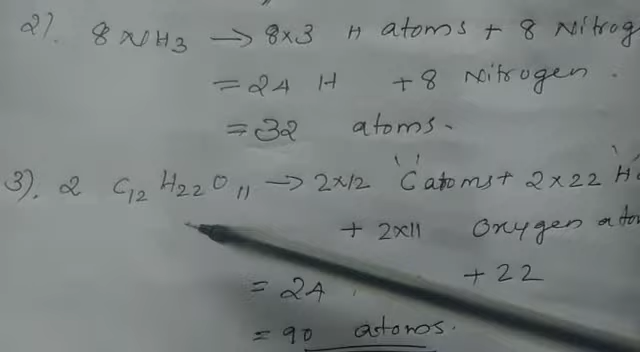 2). 8 NH3 → 8×3 H atoms + 8 Nitrog
= 24 H + 8 Nitrogen.
= 32 atoms.
3). 2 C12 H22 O11 → 2×12 "C" atoms + 2×22 "H"
+ 2×11 Oxygen atom
= 24 + 22
= 90 atoms.